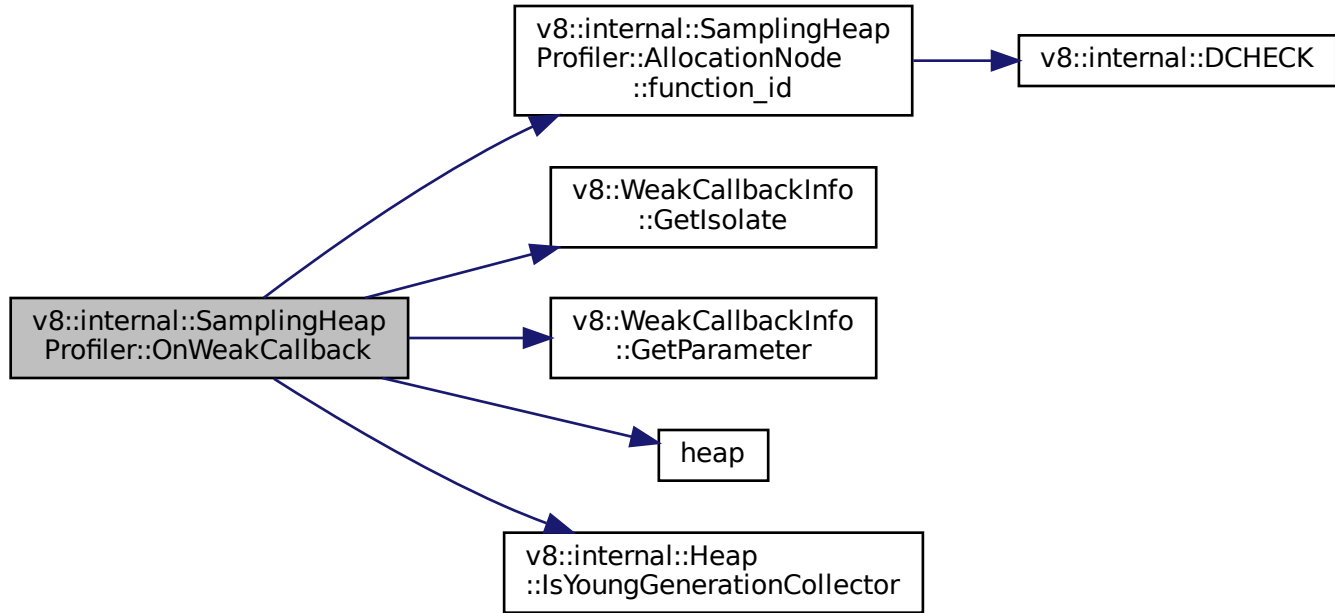 v8::internal::SamplingHeap
Profiler::AllocationNode
::function_id
v8::internal::DCHECK
v8::WeakCallbackInfo
::GetIsolate
v8::internal::SamplingHeap
Profiler::OnWeakCallback
v8::WeakCallbackInfo
::GetParameter
heap
v8::internal::Heap
::IsYoungGenerationCollector